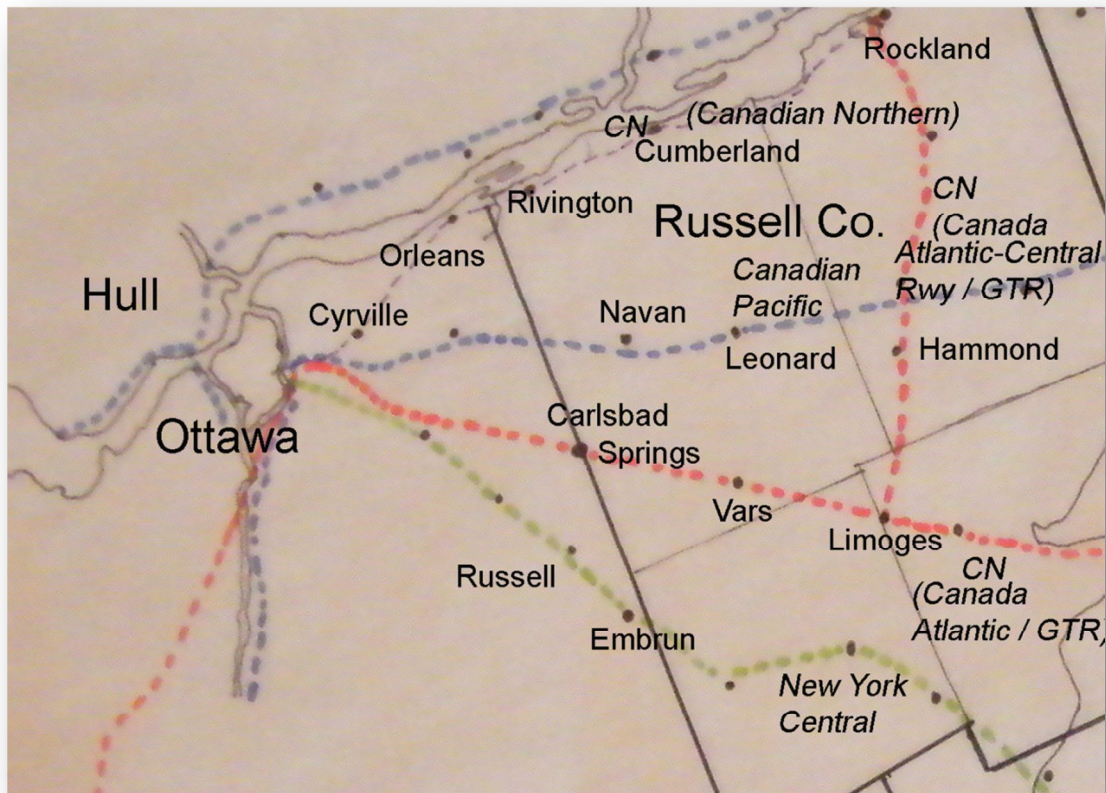 Rockland
CN (Canadian Northern)
Cumberland
CN
(Canada
Atlantic-Central
Rwy / GTR)
Rivington
Russell Co.
Orleans
Canadian
Pacific
Hull
Cyrville
Navan
Leonard
Hammond
Carlsbad
Springs
Ottawa
Vars
Limoges
CN
(Canada
Atlantic / GTR)
Russell
Embrun
New York
Central